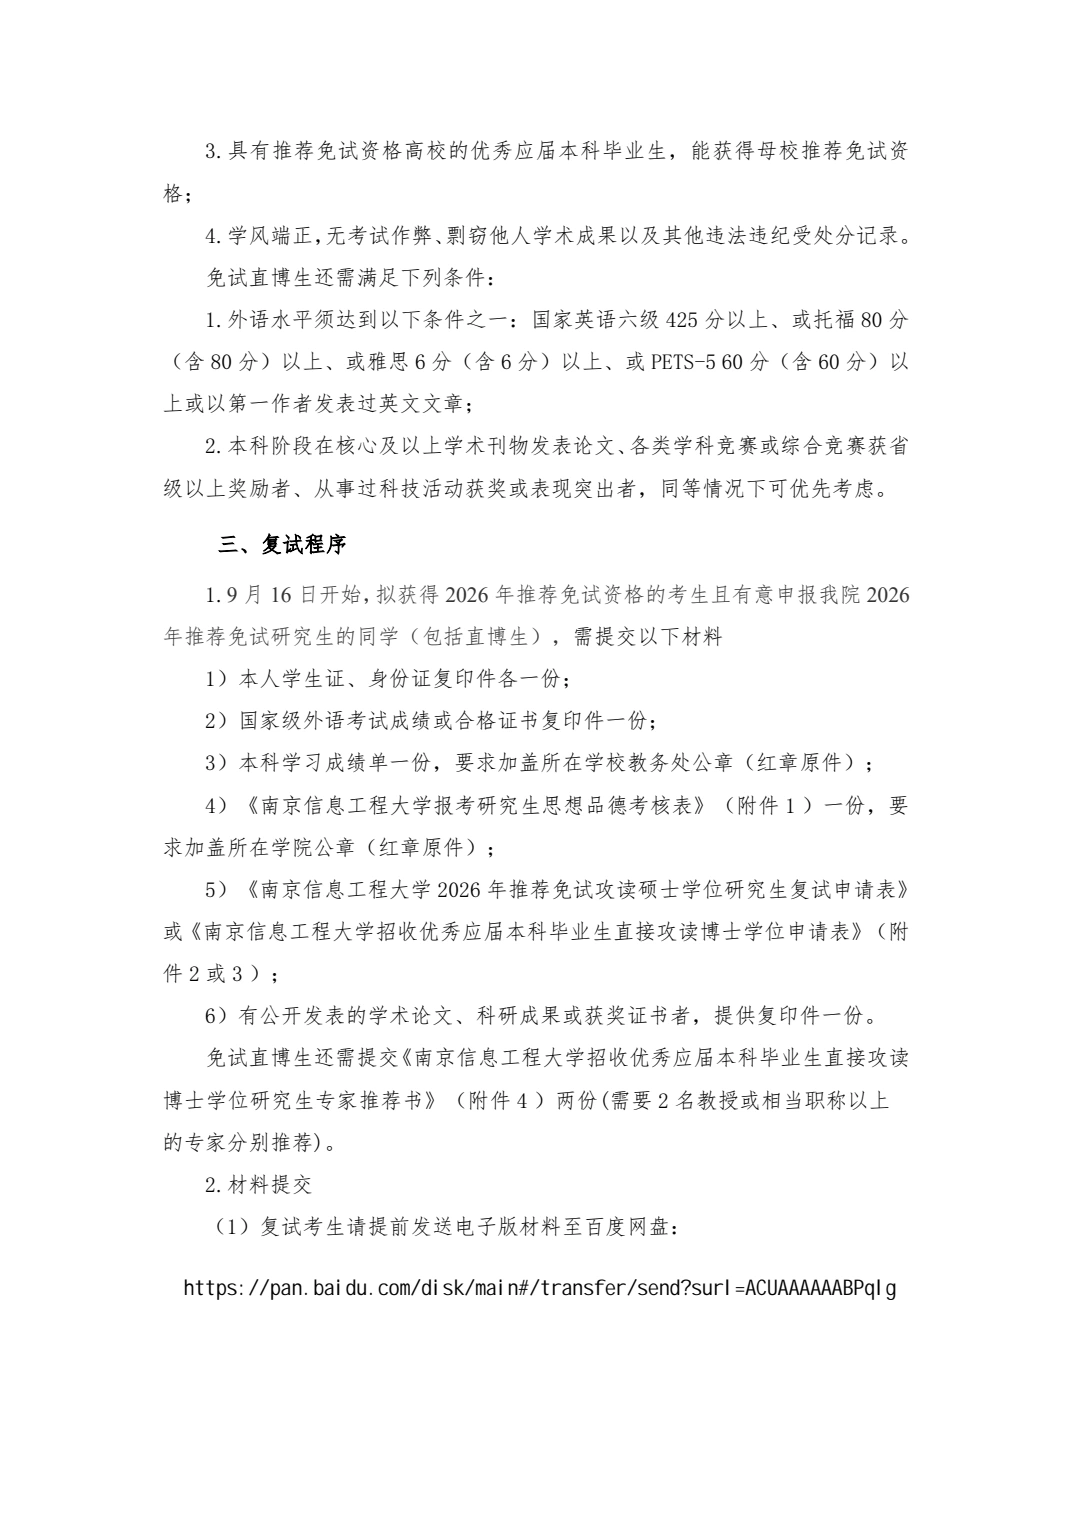 3.具有推荐免试资格高校的优秀应届本科毕业生，能获得母校推荐免试资
格；
4.学风端正，无考试作弊、剽窃他人学术成果以及其他违法违纪受处分记录。
免试直博生还需满足下列条件：
1.外语水平须达到以下条件之一：国家英语六级 425 分以上、或托福 80 分
（含 80 分）以上、或雅思 6 分（含 6 分）以上、或 PETS-5 60 分（含 60 分）以
上或以第一作者发表过英文文章；
2.本科阶段在核心及以上学术刊物发表论文、各类学科竞赛或综合竞赛获省
级以上奖励者、从事过科技活动获奖或表现突出者，同等情况下可优先考虑。
三、复试程序
1.9 月 16 日开始，拟获得 2026 年推荐免试资格的考生且有意申报我院 2026
年推荐免试研究生的同学（包括直博生），需提交以下材料
1）本人学生证、身份证复印件各一份；
2）国家级外语考试成绩或合格证书复印件一份；
3）本科学习成绩单一份，要求加盖所在学校教务处公章（红章原件）；
4）《南京信息工程大学报考研究生思想品德考核表》（附件 1 ）一份，要
求加盖所在学院公章（红章原件）；
5）《南京信息工程大学 2026 年推荐免试攻读硕士学位研究生复试申请表》
或《南京信息工程大学招收优秀应届本科毕业生直接攻读博士学位申请表》（附
件 2 或 3 ）；
6）有公开发表的学术论文、科研成果或获奖证书者，提供复印件一份。
免试直博生还需提交《南京信息工程大学招收优秀应届本科毕业生直接攻读
博士学位研究生专家推荐书》（附件 4 ）两份(需要 2 名教授或相当职称以上
的专家分别推荐)。
2.材料提交
（1）复试考生请提前发送电子版材料至百度网盘：
https://pan.baidu.com/disk/main#/transfer/send?surl=ACUAAAAAABPqlg